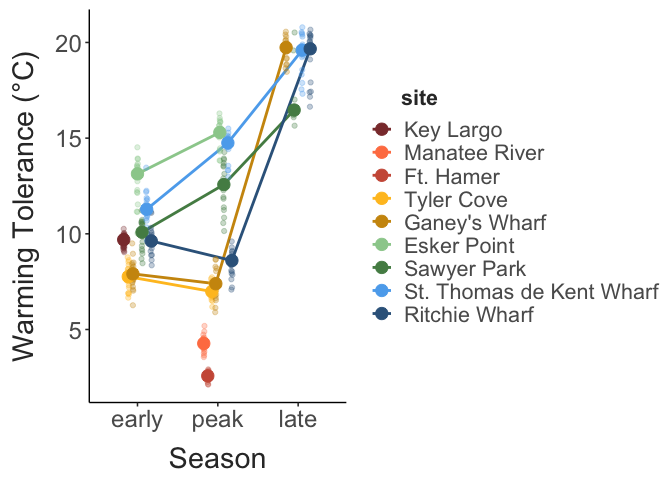 Warming Tolerance (°C)
20
15
10
5
early peak late
Season
site
Key Largo
Manatee River
Ft. Hamer
Tyler Cove
Ganey's Wharf
Esker Point
Sawyer Park
St. Thomas de Kent Wharf
Ritchie Wharf